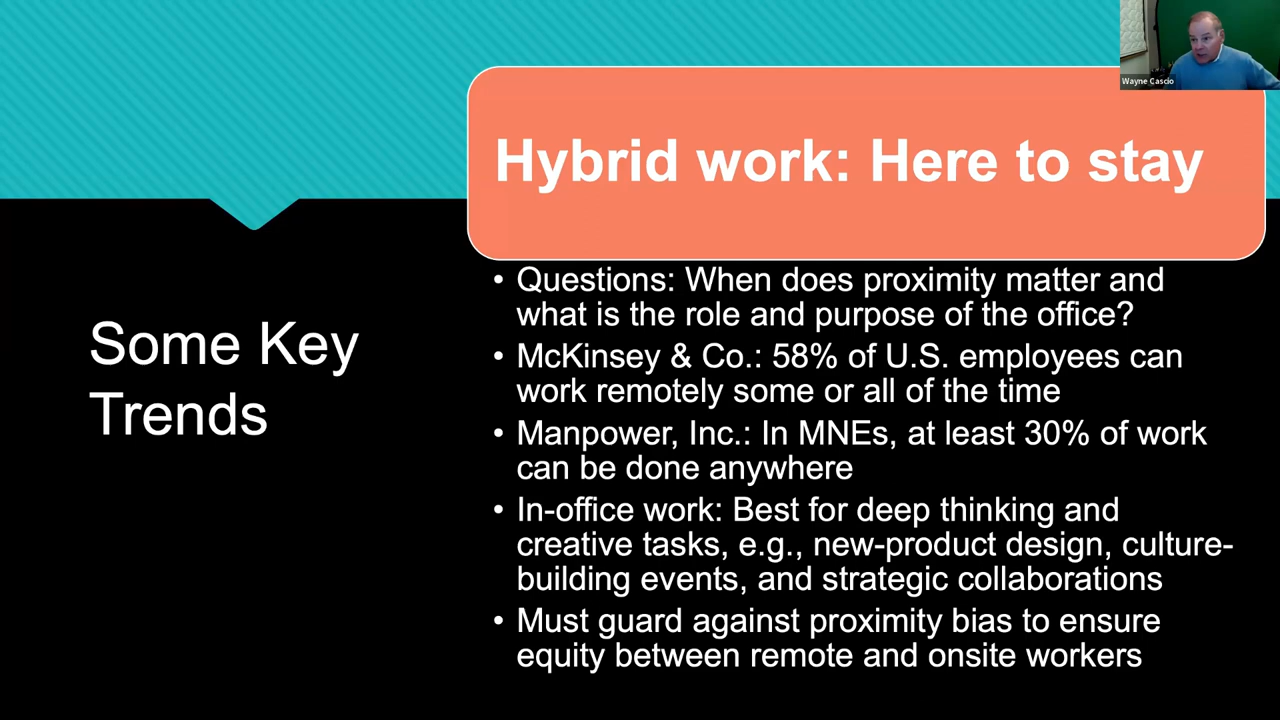 Wayne Cascio
Hybrid work: Here to stay
Some Key
Trends
• Questions: When does proximity matter and
what is the role and purpose of the office?
• McKinsey & Co.: 58% of U.S. employees can
work remotely some or all of the time
• Manpower, Inc.: In MNEs, at least 30% of work
can be done anywhere
• In-office work: Best for deep thinking and
creative tasks, e.g., new-product design, culture-
building events, and strategic collaborations
• Must guard against proximity bias to ensure
equity between remote and onsite workers